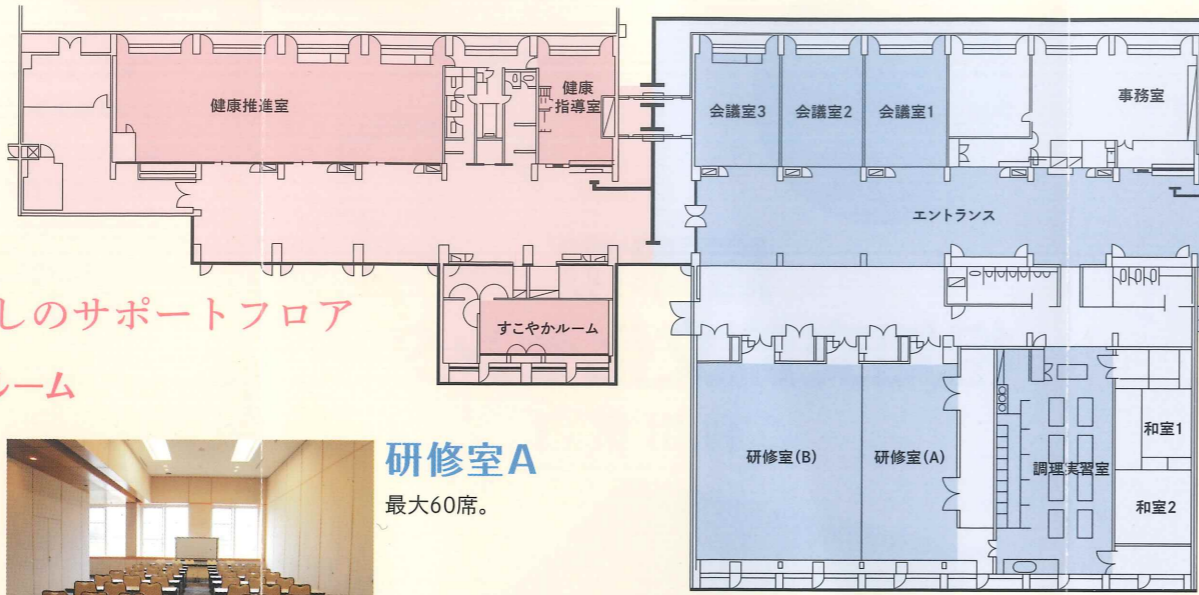 健康推進室
健康
指導室
会議室3
会議室2
会議室1
事務室
エントランス
すこやかルーム
しのサポートフロア
ルーム
研修室(B)
研修室(A)
調理実習室
和室1
和室2
研修室A
最大60席。